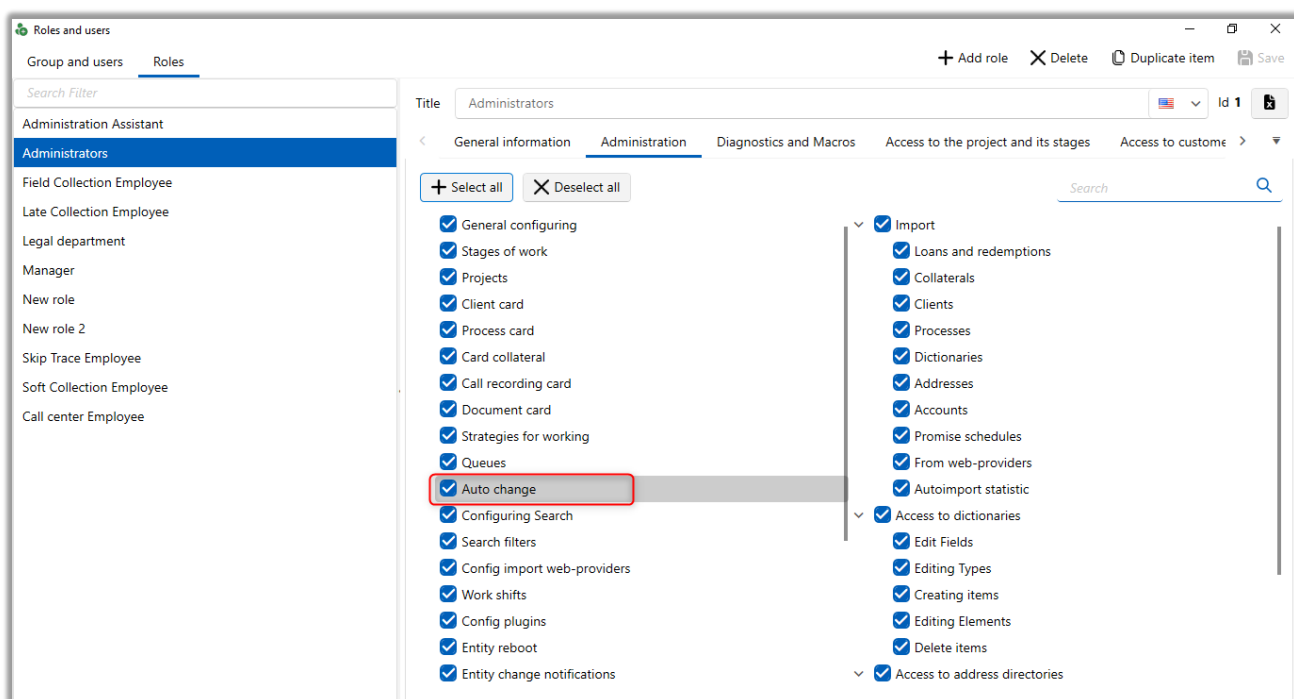 Roles and users
Group and users Roles
Add role Delete Duplicate item Save
Search Filter
Administration Assistant
Administrators
Field Collection Employee
Late Collection Employee
Legal department
Manager
New role
New role 2
Skip Trace Employee
Soft Collection Employee
Call center Employee
Title Administrators Id 1
General information Administration Diagnostics and Macros Access to the project and its stages Access to custome
Select all Deselect all Search
General configuring
Stages of work
Projects
Client card
Process card
Card collateral
Call recording card
Document card
Strategies for working
Queues
Auto change
Configuring Search
Search filters
Config import web-providers
Work shifts
Config plugins
Entity reboot
Entity change notifications
Import
Loans and redemptions
Collaterals
Clients
Processes
Dictionaries
Addresses
Accounts
Promise schedules
From web-providers
Autoimport statistic
Access to dictionaries
Edit Fields
Editing Types
Creating items
Editing Elements
Delete items
Access to address directories